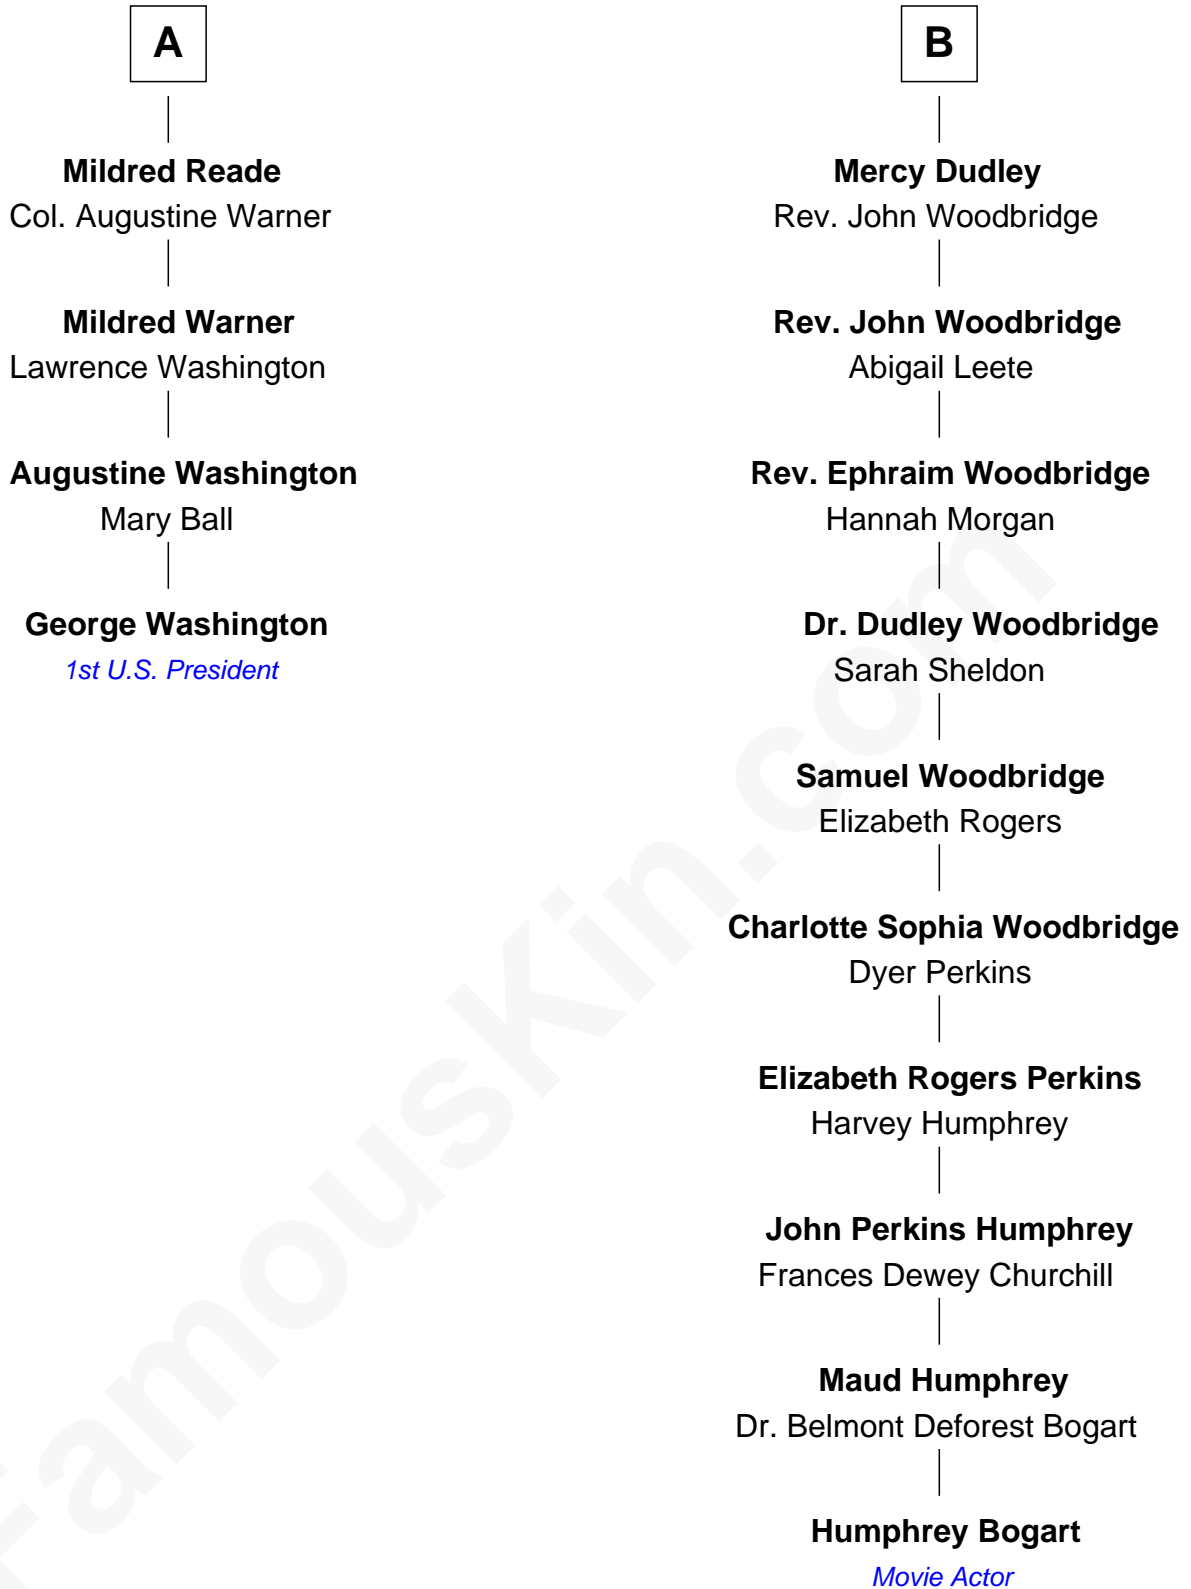 A
Mildred Reade
Col. Augustine Warner
Mildred Warner
Lawrence Washington
Augustine Washington
Mary Ball
George Washington
1st U.S. President
B
Mercy Dudley
Rev. John Woodbridge
Rev. John Woodbridge
Abigail Leete
Rev. Ephraim Woodbridge
Hannah Morgan
Dr. Dudley Woodbridge
Sarah Sheldon
Samuel Woodbridge
Elizabeth Rogers
Charlotte Sophia Woodbridge
Dyer Perkins
Elizabeth Rogers Perkins
Harvey Humphrey
John Perkins Humphrey
Frances Dewey Churchill
Maud Humphrey
Dr. Belmont Deforest Bogart
Humphrey Bogart
Movie Actor
FamousKin.com